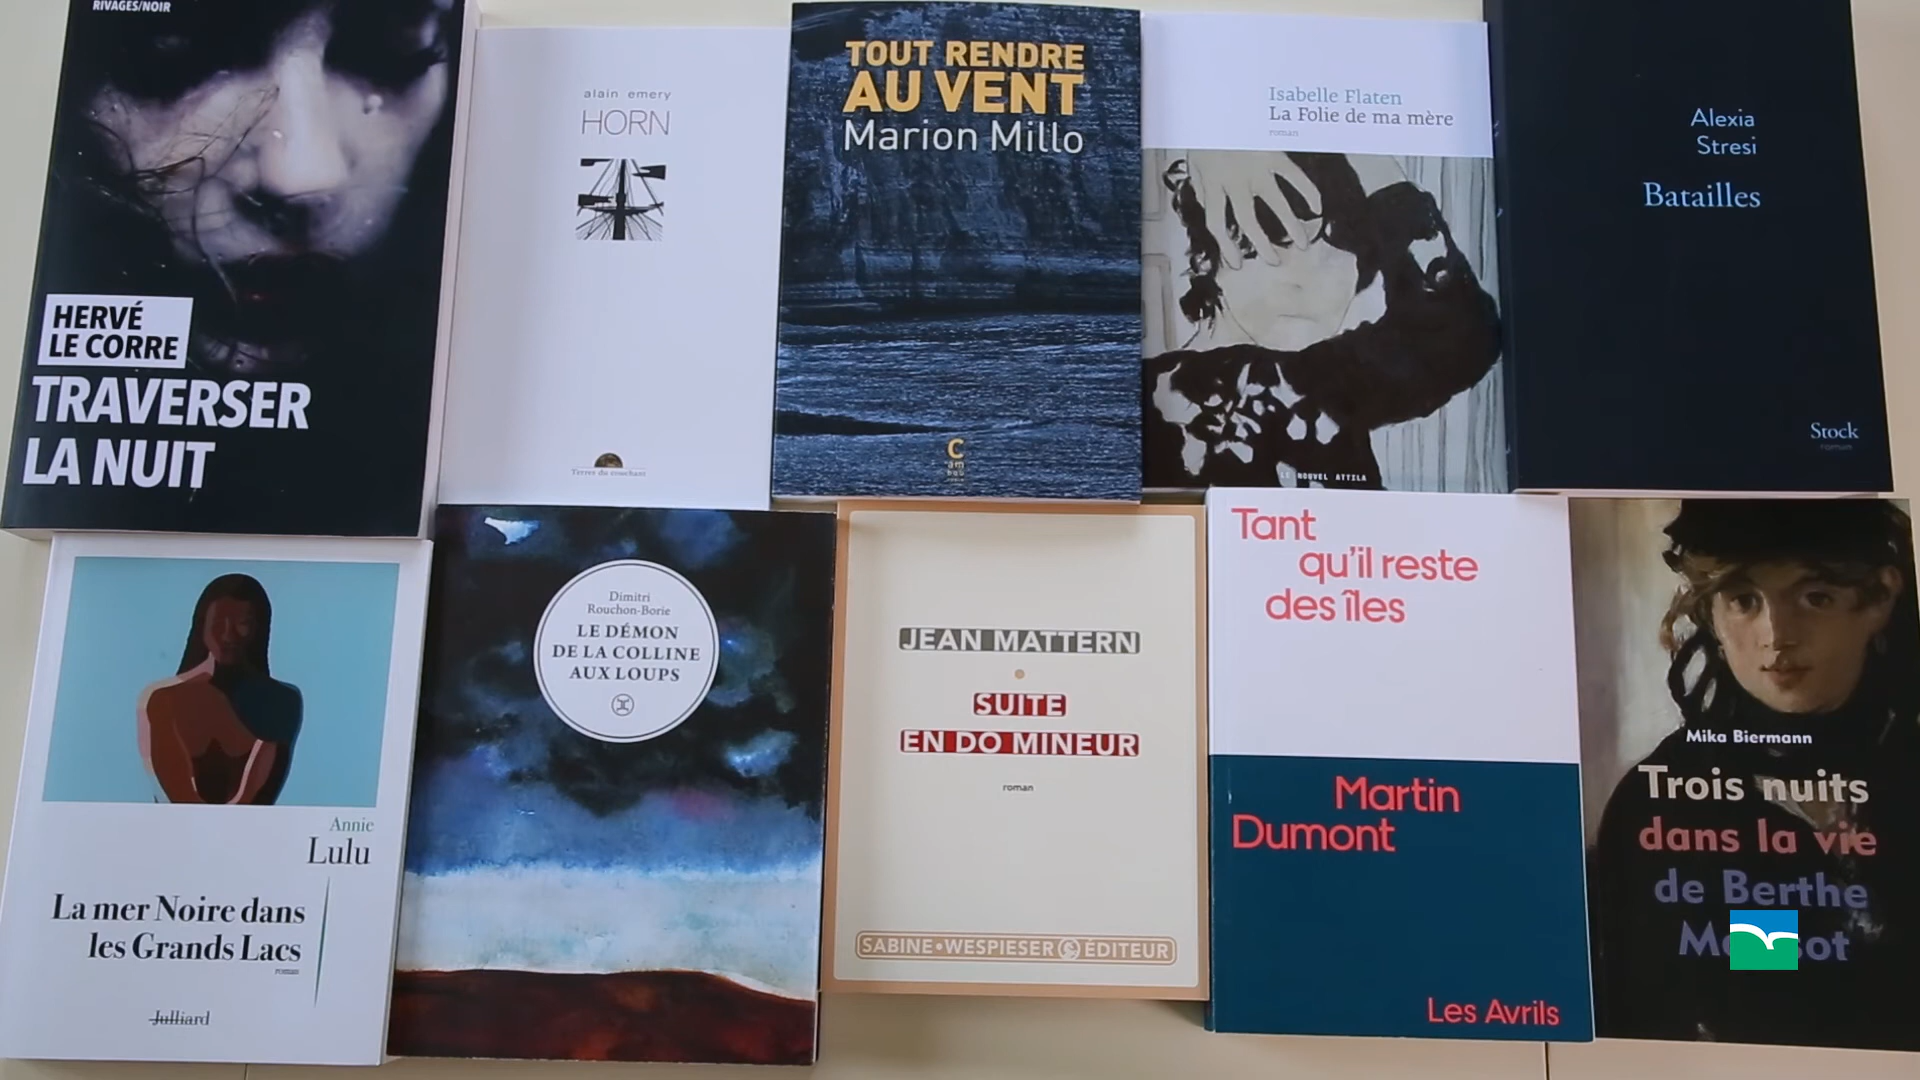 RIVAGES/NOIR
HERVÉ
LE CORRE
TRAVERSER
LA NUIT
alain emery
HORN
Terres du couchant
TOUT RENDRE
AU VENT
Marion Millo
Isabelle Flaten
La Folie de ma mère
roman
LE NOUVEL ATTILA
Alexia
Stresi
Batailles
Stock
roman
Annie
Lulu
La mer Noire dans
les Grands Lacs
roman
Julliard
Dimitri
Rouchon-Borie
LE DÉMON
DE LA COLLINE
AUX LOUPS
JEAN MATTERN
SUITE
EN DO MINEUR
roman
SABINE•WESPIESER ÉDITEUR
Tant
qu'il reste
des îles
Martin
Dumont
Les Avrils
Mika Biermann
Trois nuits
dans la vie
de Berthe